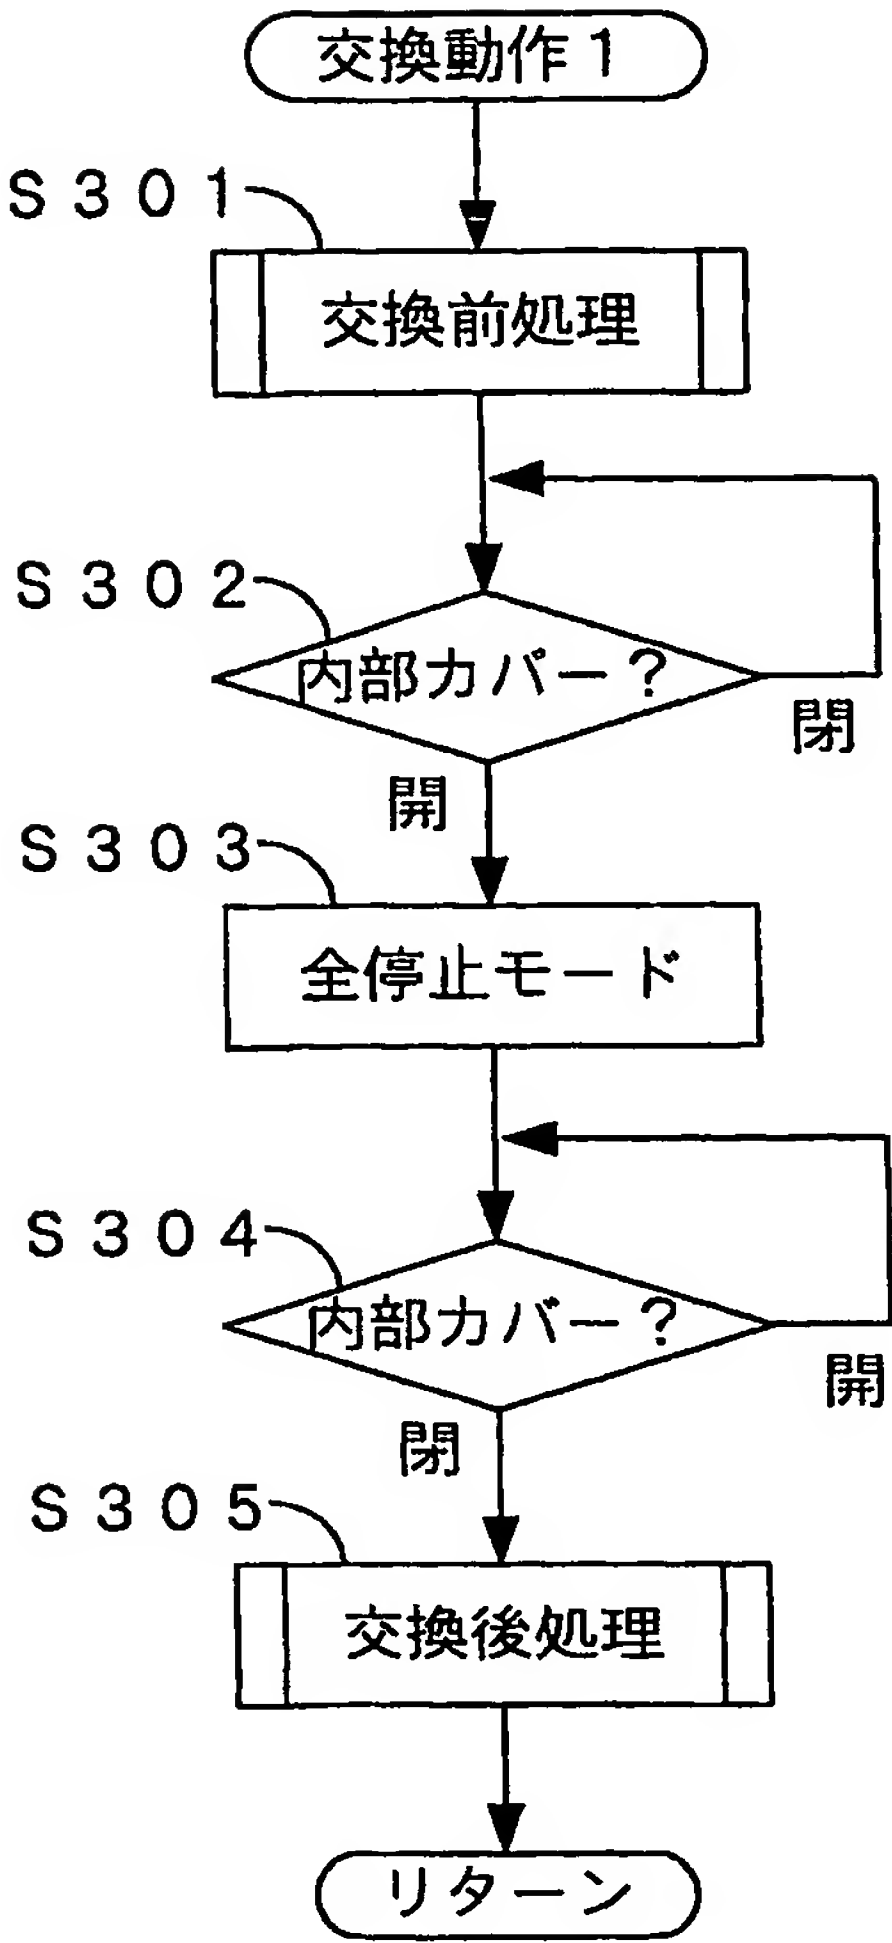 交換動作1
S301
交換前処理
S302
内部カバー?
閉
開
S303
全停止モード
S304
内部カバー?
開
閉
S305
交換後処理
リターン